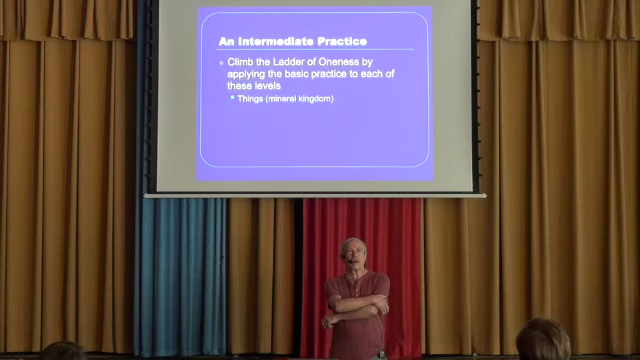 An Intermediate Practice
Climb the Ladder of Oneness by
applying the basic practice to each of
these levels
Things (mineral kingdom)